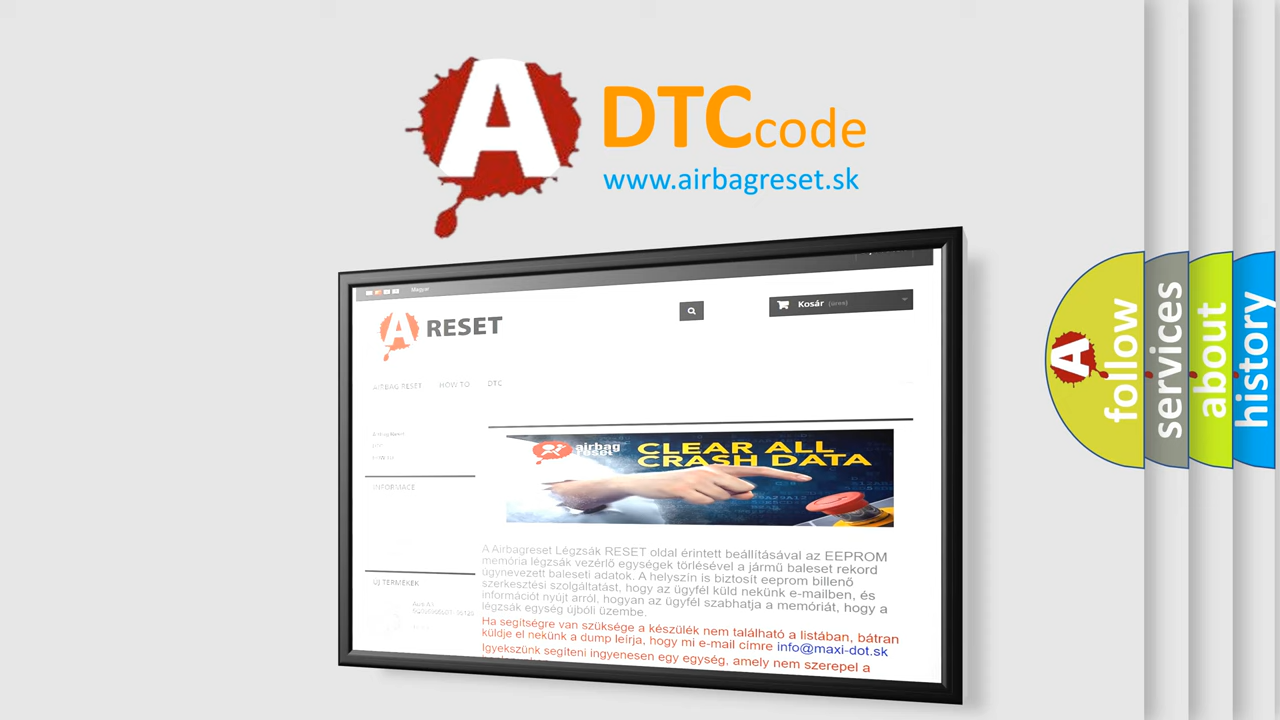 A
DTCcode
www.airbagreset.sk
Magyar
A RESET
Kosár (üres)
AIRBAG RESET HOW TO DTC
airbag
reset
CLEAR ALL
CRASH DATA
INFORMACE
A Airbagreset Légzsák RESET oldal érintett beállításával az EEPROM
memória légzsák vezérlő egységek törlésével a jármű baleset rekord
úgynevezett baleseti adatok. A helyszín is biztosít eeprom billenő
szerkesztési szolgáltatást, hogy az ügyfél küld nekünk e-mailben, és
információt nyújt arról, hogyan az ügyfél szabhatja a memóriát, hogy a
légzsák egység újbóli üzembe.
ÚJ TERMÉKEK
Ha segítségre van szüksége a készülék nem található a listában, bátran
küldje el nekünk a dump leírja, hogy mi e-mail címre info@maxi-dot.sk
Igyekszünk segíteni ingyenesen egy egység, amely nem szerepel a
A
follow
services
about
history